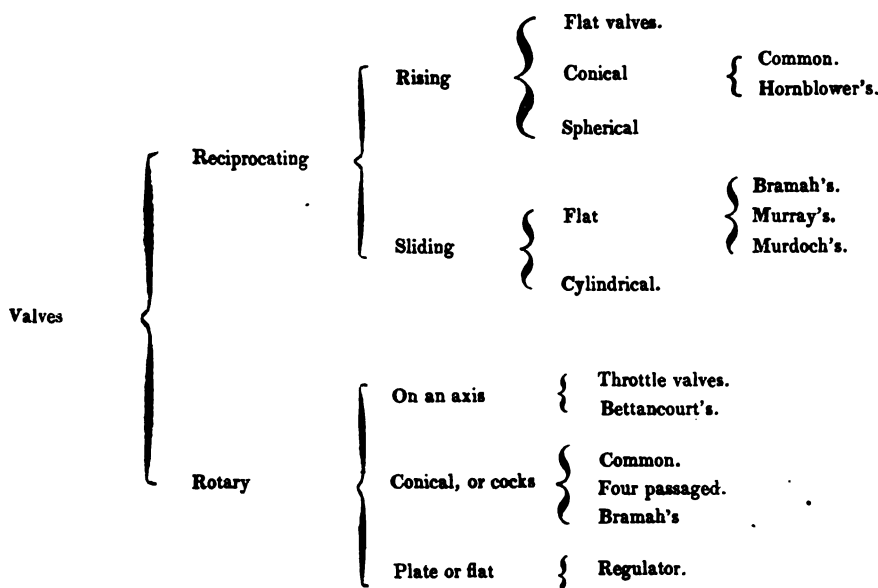 Flat valves.
Common.
Rising
Conical
Hornblower's.
Spherical
Reciprocating
Bramah's.
Flat
Murray's.
Sliding
Murdoch's.
Cylindrical.
Valves
Throttle valves.
On an axis
Bettancourt's.
Common.
Rotary
Conical, or cocks
Four passaged.
Bramah's
Plate or flat
Regulator.